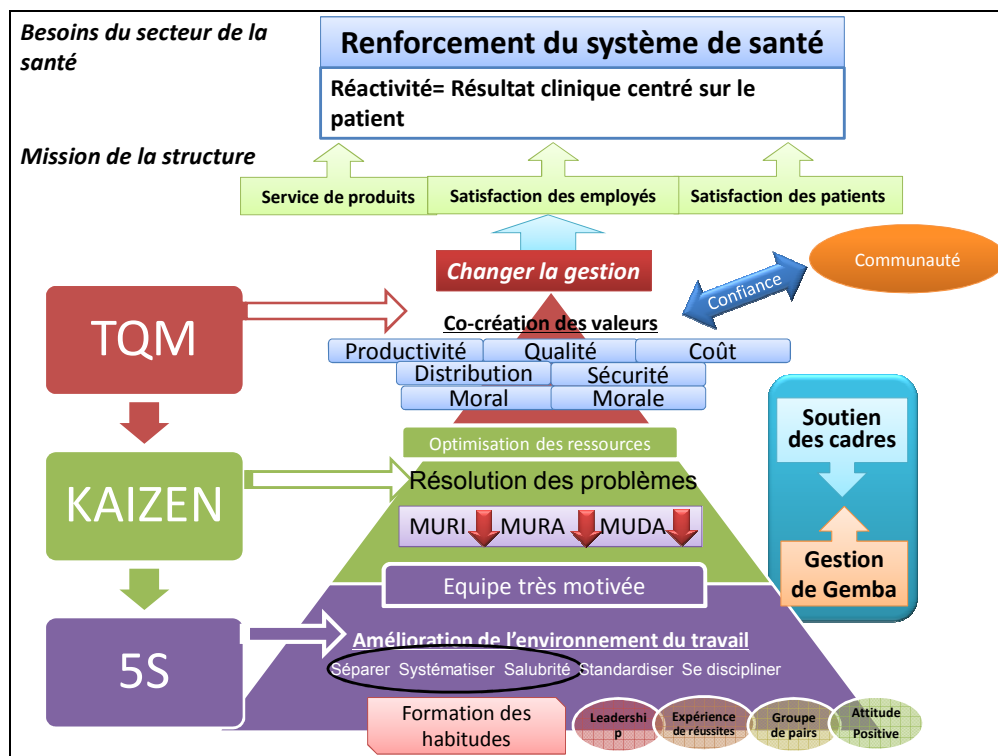 Besoins du secteur de la
santé
Renforcement du système de santé
Réactivité= Résultat clinique centré sur le
patient
Mission de la structure
Service de produits
Satisfaction des employés
Satisfaction des patients
Changer la gestion
Communauté
Confiance
TQM
Co-création des valeurs
Productivité
Qualité
Coût
Distribution
Sécurité
Moral
Morale
Soutien
des cadres
Optimisation des ressources
KAIZEN
Résolution des problèmes
MURI
MURA
MUDA
Gestion
de Gemba
Equipe très motivée
5S
Amélioration de l'environnement du travail
Séparer Systématiser Salubrité Standardiser Se discipliner
Formation des
habitudes
Leadershi
p
Expérience
de réussites
Groupe
de pairs
Attitude
Positive